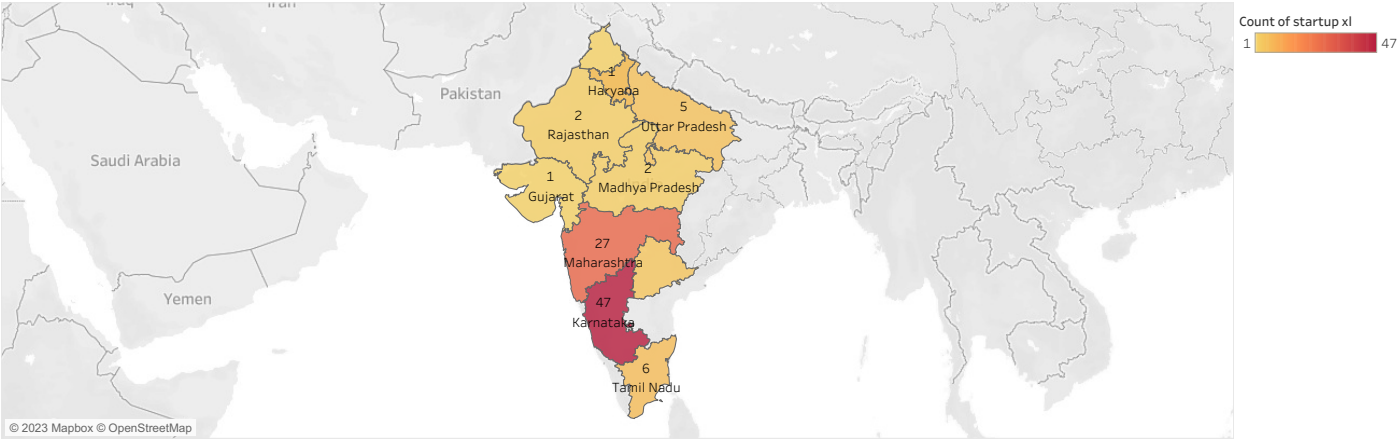 Iraq
Iran
Count of startup xl
1 47
Pakistan
1
Haryana
2
Rajasthan
5
Uttar Pradesh
Saudi Arabia
1
Gujarat
2
Madhya Pradesh
27
Maharashtra
Yemen
47
Karnataka
6
Tamil Nadu
© 2023 Mapbox © OpenStreetMap